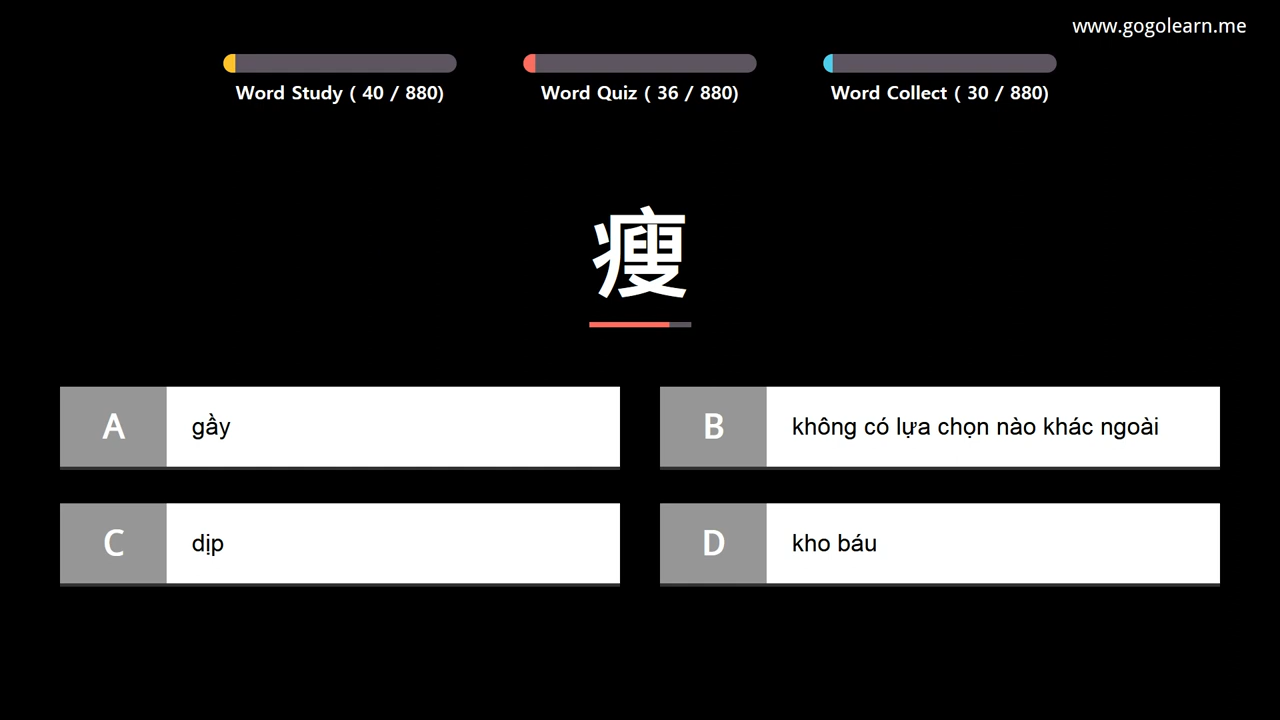 www.gogolearn.me
Word Study ( 40 / 880)
Word Quiz ( 36 / 880)
Word Collect ( 30 / 880)
瘦
A gầy
B không có lựa chọn nào khác ngoài
C dịp
D kho báu